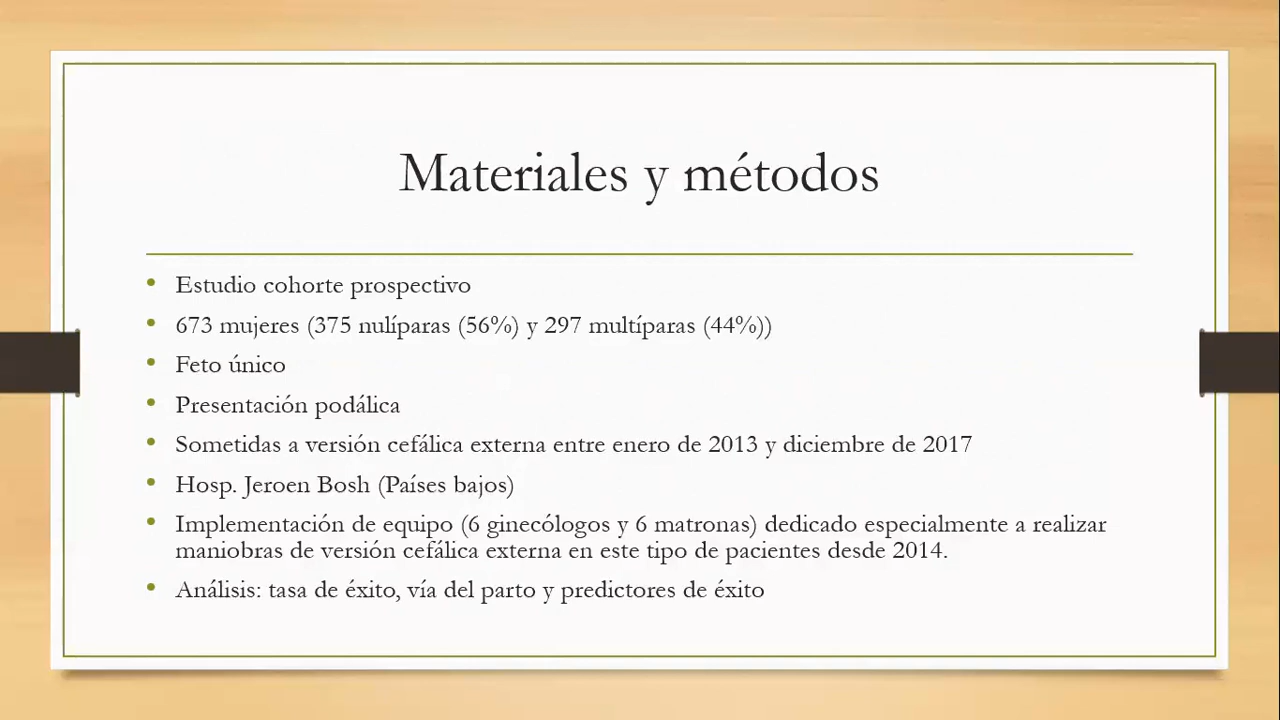 Materiales y métodos
• Estudio cohorte prospectivo
• 673 mujeres (375 nulíparas (56%) y 297 multíparas (44%))
• Feto único
• Presentación podálica
• Sometidas a versión cefálica externa entre enero de 2013 y diciembre de 2017
• Hosp. Jeroen Bosh (Países bajos)
• Implementación de equipo (6 ginecólogos y 6 matronas) dedicado especialmente a realizar
maniobras de versión cefálica externa en este tipo de pacientes desde 2014.
• Análisis: tasa de éxito, vía del parto y predictores de éxito